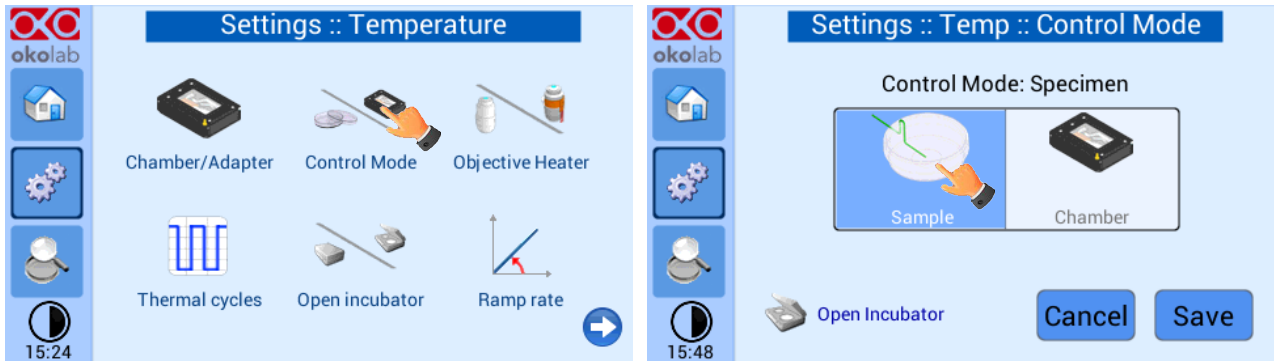 Settings :: Temperature
okolab
Chamber/Adapter
Control Mode
Objective Heater
Thermal cycles
Open incubator
Ramp rate
15:24
Settings :: Temp :: Control Mode
okolab
Control Mode: Specimen
Sample
Chamber
Open Incubator
Cancel
Save
15:48